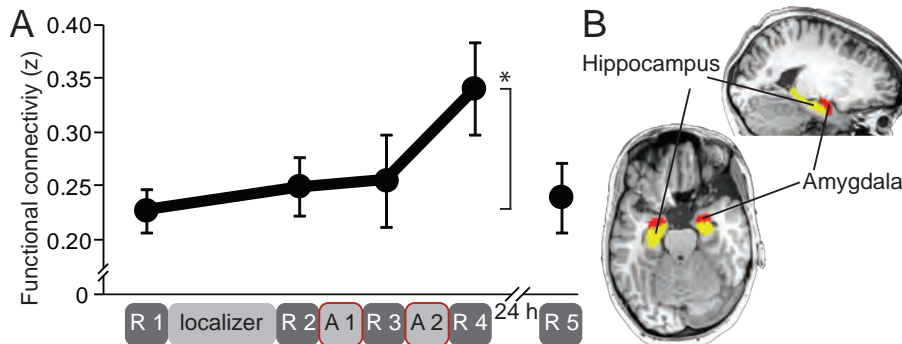 A
Functional connectiviy (z)
0.40
0.35
0.30
0.25
0.20
0
*
R 1 localizer R 2 A 1 R 3 A 2 R 4 24 h R 5
B
Hippocampus
Amygdala